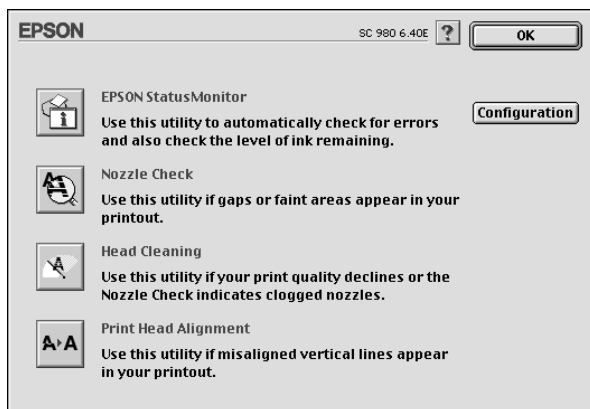 EPSON
SC 980 6.40E
?
OK
EPSON StatusMonitor
Use this utility to automatically check for errors
and also check the level of ink remaining.
Configuration
Nozzle Check
Use this utility if gaps or faint areas appear in your
printout.
Head Cleaning
Use this utility if your print quality declines or the
Nozzle Check indicates clogged nozzles.
Print Head Alignment
Use this utility if misaligned vertical lines appear
in your printout.